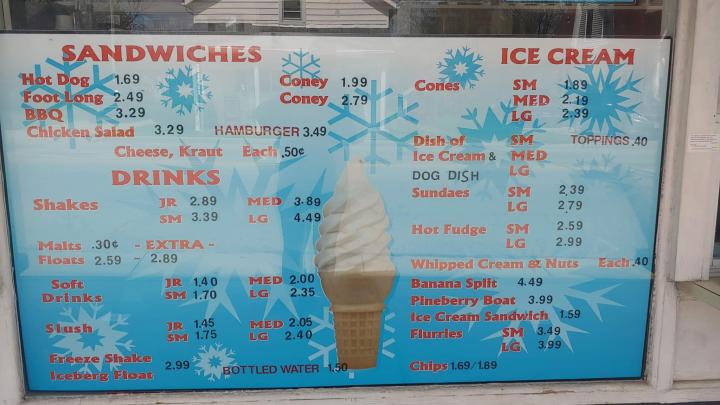 SANDWICHES
Hot Dog 1.69 Coney 1.99
Foot Long 2.49 Coney 2.79
BBQ 3.29
Chicken Salad 3.29 HAMBURGER 3.49
Cheese, Kraut Each .50¢
DRINKS
Shakes JR 2.89 MED 3.89
SM 3.39 LG 4.49
Malts .30¢ - EXTRA -
Floats 2.59 - 2.89
Soft Drinks JR 1.40 MED 2.00
SM 1.70 LG 2.35
Slush JR 1.45 MED 2.05
SM 1.75 LG 2.40
Freeze Shake 2.99
Iceberg Float
BOTTLED WATER 1.50
ICE CREAM
Cones SM 1.89
MED 2.19
LG 2.39
Dish of SM TOPPINGS .40
Ice Cream & MED
DOG DISH LG
Sundaes SM 2.39
LG 2.79
Hot Fudge SM 2.59
LG 2.99
Whipped Cream & Nuts Each .40
Banana Split 4.49
Pineberry Boat 3.99
Ice Cream Sandwich 1.59
Flurries SM 3.49
LG 3.99
Chips 1.69/1.89